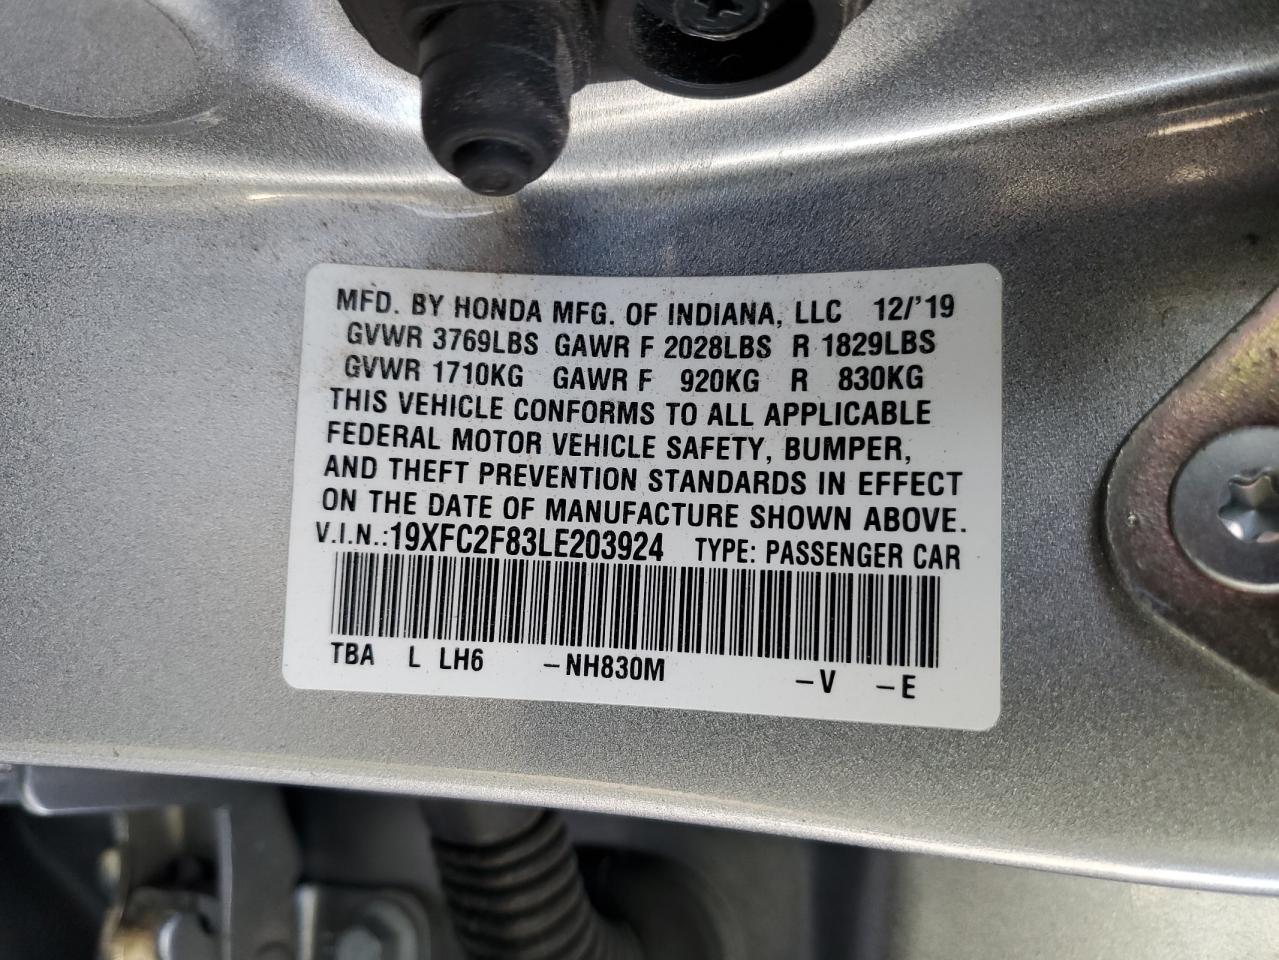 MFD. BY HONDA MFG. OF INDIANA, LLC 12/'19
GVWR 3769LBS GAWR F 2028LBS R 1829LBS
GVWR 1710KG GAWR F 920KG R 830KG
THIS VEHICLE CONFORMS TO ALL APPLICABLE
FEDERAL MOTOR VEHICLE SAFETY, BUMPER,
AND THEFT PREVENTION STANDARDS IN EFFECT
ON THE DATE OF MANUFACTURE SHOWN ABOVE.
V.I.N.:19XFC2F83LE203924 TYPE: PASSENGER CAR
TBA L LH6 –NH830M –V –E